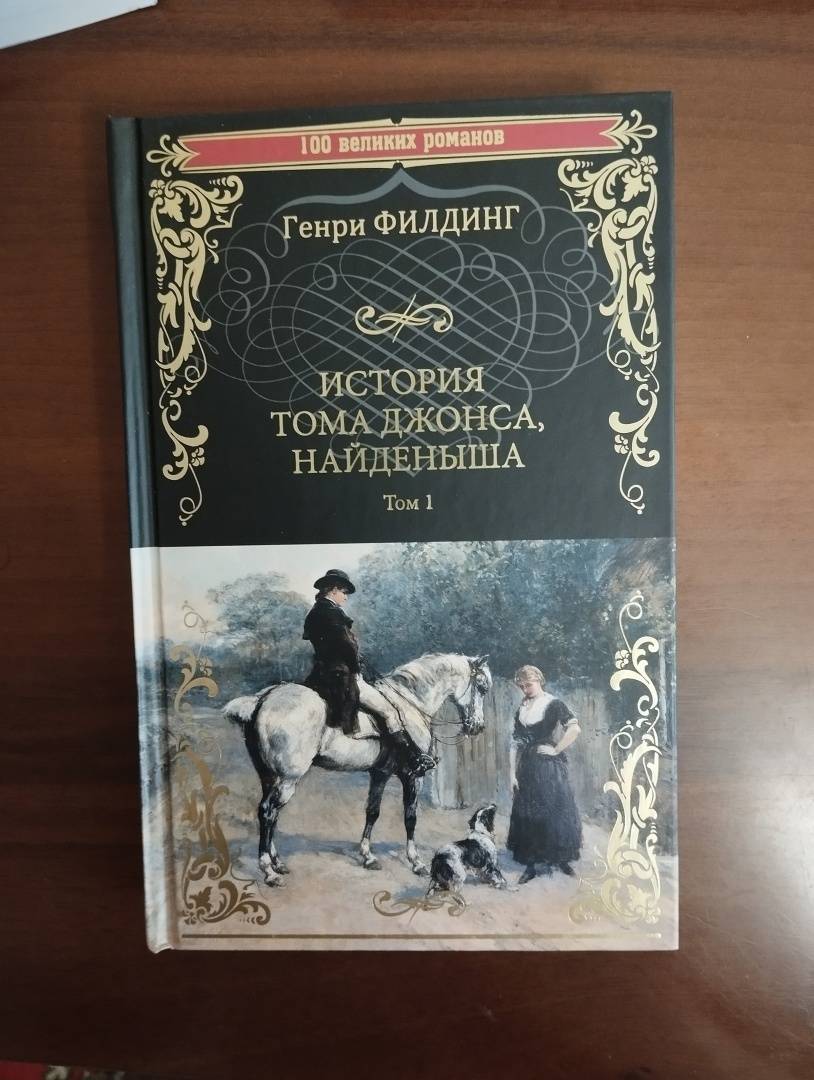 100 великих романов
Генри ФИЛДИНГ
ИСТОРИЯ
ТОМА ДЖОНСА,
НАЙДЕНЫША
Том 1